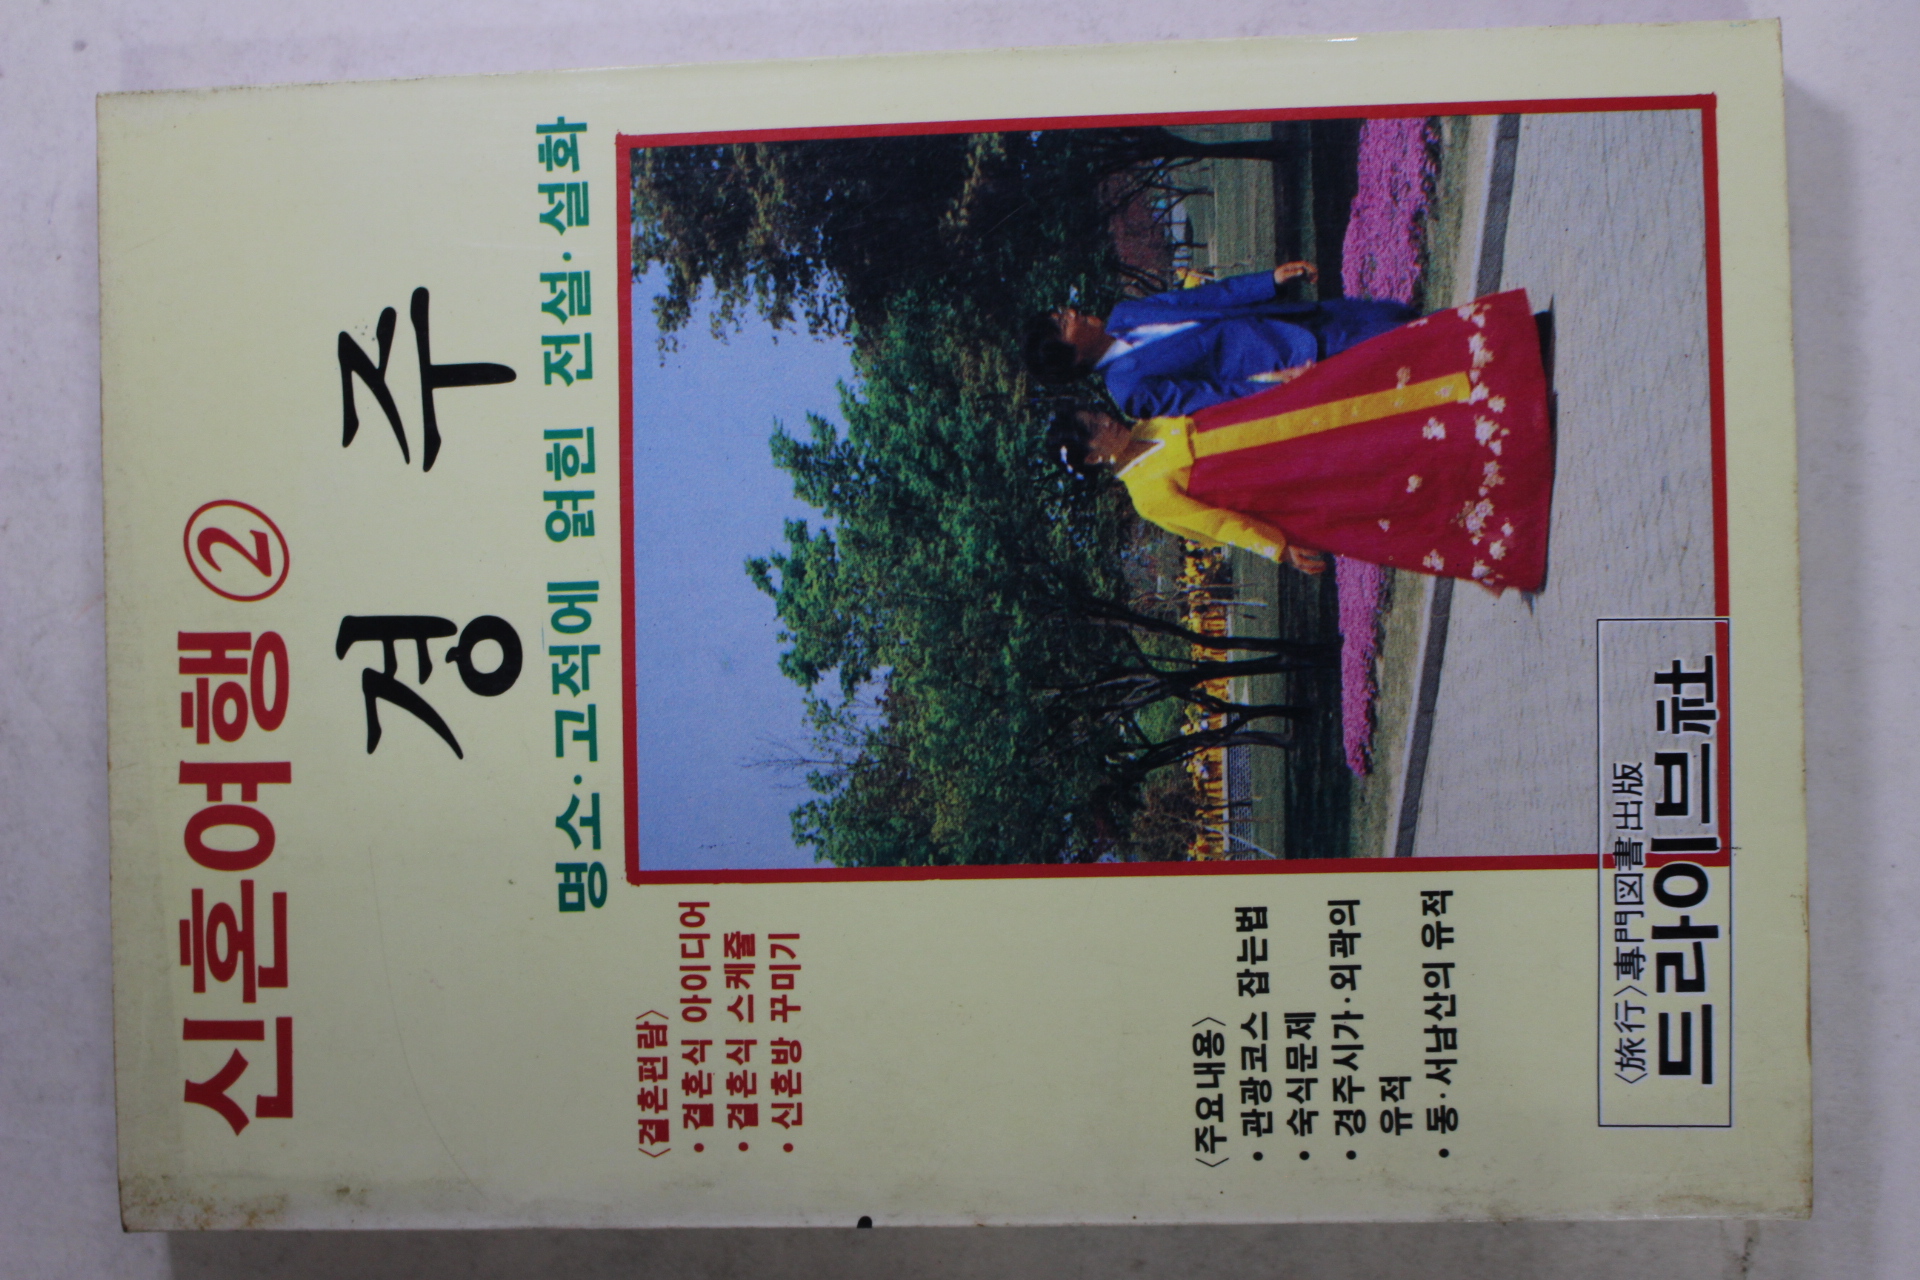 신혼여행 ②
경주
명소·고적에 얽힌 전설·설화
〈결혼편람〉
• 결혼식 아이디어
• 결혼식 스케줄
• 신혼방 꾸미기
〈주요내용〉
• 관광코스 잡는법
• 숙식문제
• 경주시가·외곽의
유적
• 동·서남산의 유적
〈旅行〉專門図書出版
드라이브社